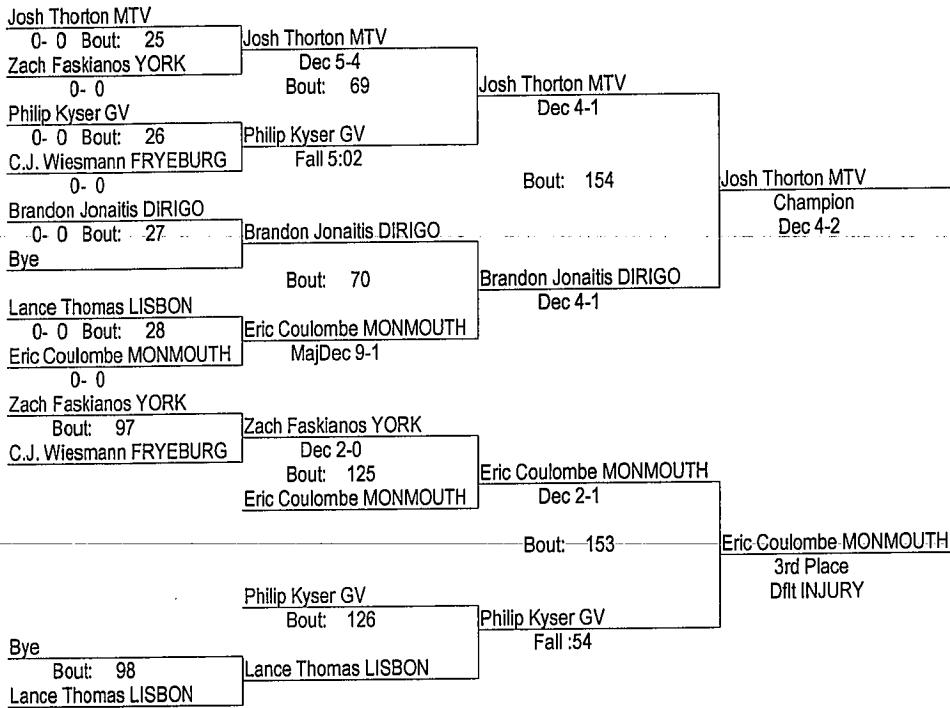 Josh Thorton MTV
0- 0 Bout: 25
Zach Faskianos YORK
0- 0
Philip Kyser GV
0- 0 Bout: 26
C.J. Wiesmann FRYEBURG
0- 0
Brandon Jonaitis DIRIGO
0- 0 Bout: 27
Bye
Lance Thomas LISBON
0- 0 Bout: 28
Eric Coulombe MONMOUTH
0- 0
Josh Thorton MTV
Dec 5-4
Bout: 69
Philip Kyser GV
Fall 5:02
Brandon Jonaitis DIRIGO
Bout: 70
Eric Coulombe MONMOUTH
MajDec 9-1
Josh Thorton MTV
Dec 4-1
Bout: 154
Brandon Jonaitis DIRIGO
Dec 4-1
Josh Thorton MTV
Champion
Dec 4-2
Zach Faskianos YORK
Bout: 97
C.J. Wiesmann FRYEBURG
Zach Faskianos YORK
Dec 2-0
Bout: 125
Eric Coulombe MONMOUTH
Eric Coulombe MONMOUTH
Dec 2-1
Bout: 153
Philip Kyser GV
Bout: 126
Lance Thomas LISBON
Philip Kyser GV
Fall :54
Bye
Bout: 98
Lance Thomas LISBON
Eric Coulombe MONMOUTH
3rd Place
Dflt INJURY